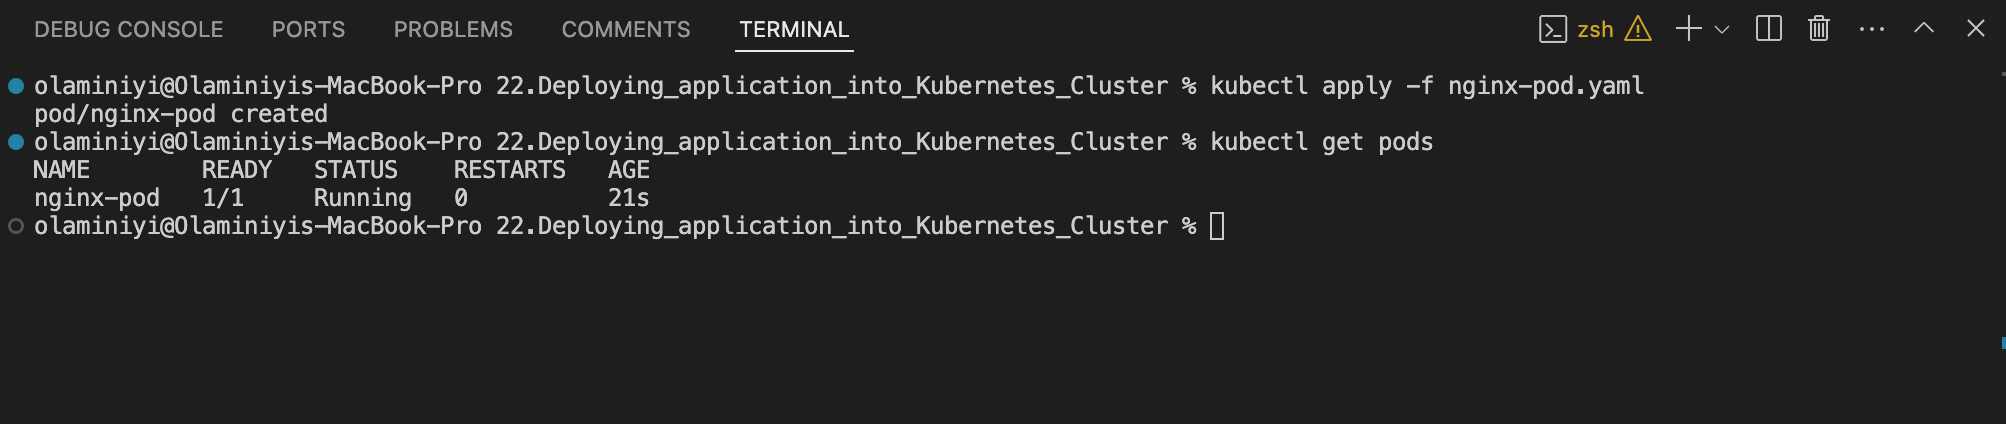 DEBUG CONSOLE PORTS PROBLEMS COMMENTS TERMINAL zsh
olaminiyi@Olaminiyis-MacBook-Pro 22.Deploying_application_into_Kubernetes_Cluster % kubectl apply -f nginx-pod.yaml
pod/nginx-pod created
olaminiyi@Olaminiyis-MacBook-Pro 22.Deploying_application_into_Kubernetes_Cluster % kubectl get pods
NAME        READY   STATUS    RESTARTS   AGE
nginx-pod   1/1     Running   0          21s
olaminiyi@Olaminiyis-MacBook-Pro 22.Deploying_application_into_Kubernetes_Cluster %